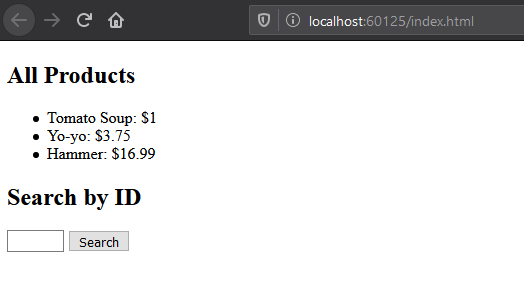 localhost:60125/index.html
All Products
Tomato Soup: $1
Yo-yo: $3.75
Hammer: $16.99
Search by ID
Search